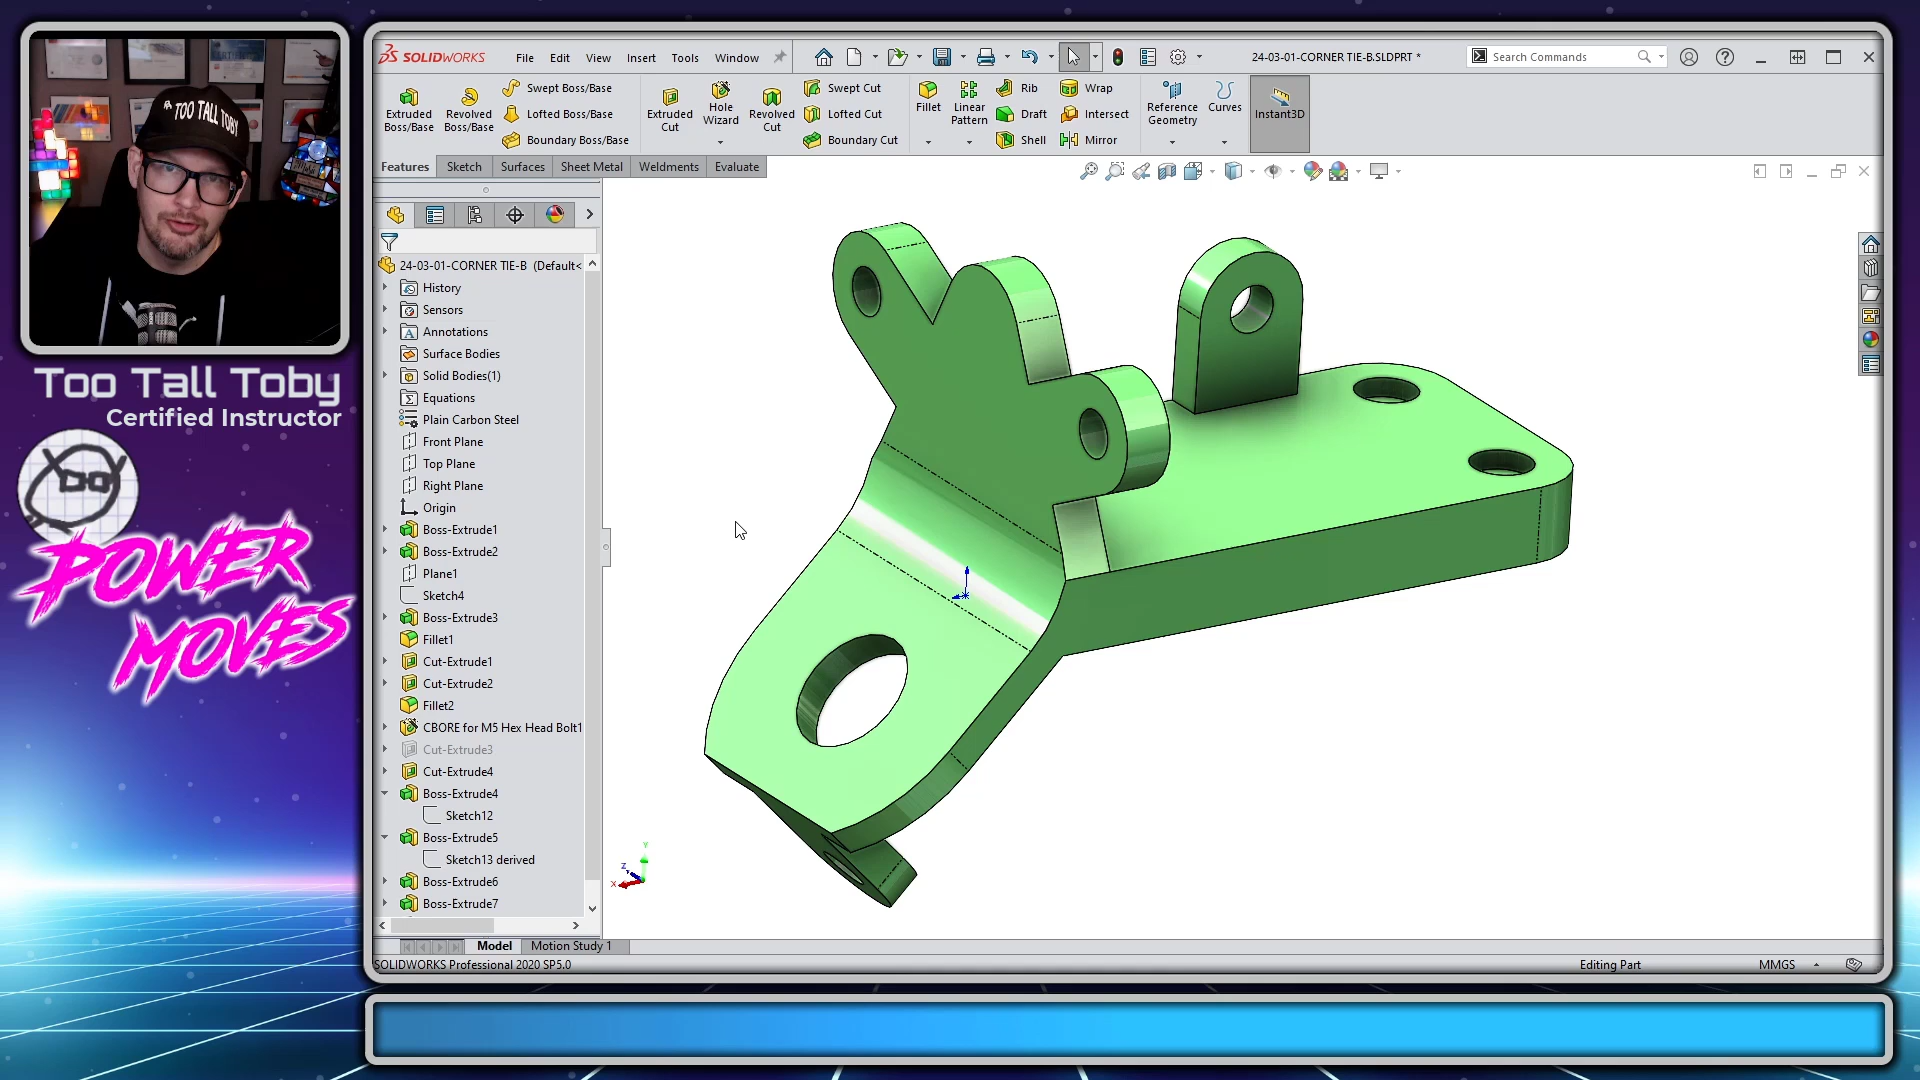 TOO TALL TOBY
Too Tall Toby
Certified Instructor
POWER
MOVES
SOLIDWORKS
File
Edit
View
Insert
Tools
Window
24-03-01-CORNER TIE-B.SLDPRT *
Search Commands
Extruded
Boss/Base
Revolved
Boss/Base
Swept Boss/Base
Lofted Boss/Base
Boundary Boss/Base
Extruded
Cut
Hole
Wizard
Revolved
Cut
Swept Cut
Lofted Cut
Boundary Cut
Fillet
Linear
Pattern
Rib
Draft
Shell
Wrap
Intersect
Mirror
Reference
Geometry
Curves
Instant3D
Features
Sketch
Surfaces
Sheet Metal
Weldments
Evaluate
24-03-01-CORNER TIE-B (Default<
History
Sensors
Annotations
Surface Bodies
Solid Bodies(1)
Equations
Plain Carbon Steel
Front Plane
Top Plane
Right Plane
Origin
Boss-Extrude1
Boss-Extrude2
Plane1
Sketch4
Boss-Extrude3
Fillet1
Cut-Extrude1
Cut-Extrude2
Fillet2
CBORE for M5 Hex Head Bolt1
Cut-Extrude3
Cut-Extrude4
Boss-Extrude4
Sketch12
Boss-Extrude5
Sketch13 derived
Boss-Extrude6
Boss-Extrude7
Y
Z
X
Model
Motion Study 1
SOLIDWORKS Professional 2020 SP5.0
Editing Part
MMGS